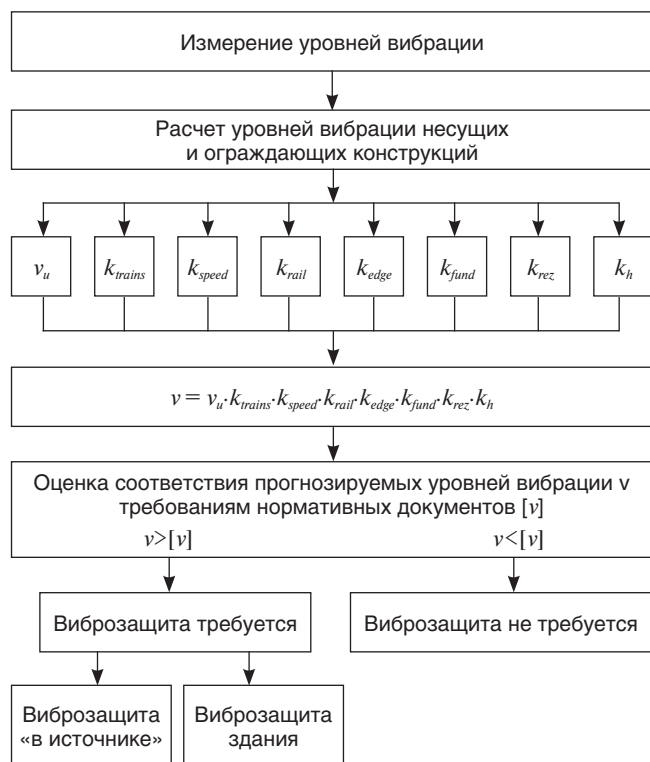 Измерение уровней вибрации
Расчет уровней вибрации несущих
и ограждающих конструкций
v_u k_trains k_speed k_rail k_edge k_fund k_rez k_h
v = v_u·k_trains·k_speed·k_rail·k_edge·k_fund·k_rez·k_h
Оценка соответствия прогнозируемых уровней вибрации v
требованиям нормативных документов [v]
v>[v] v<[v]
Виброзащита требуется Виброзащита не требуется
Виброзащита
«в источнике»
Виброзащита
здания